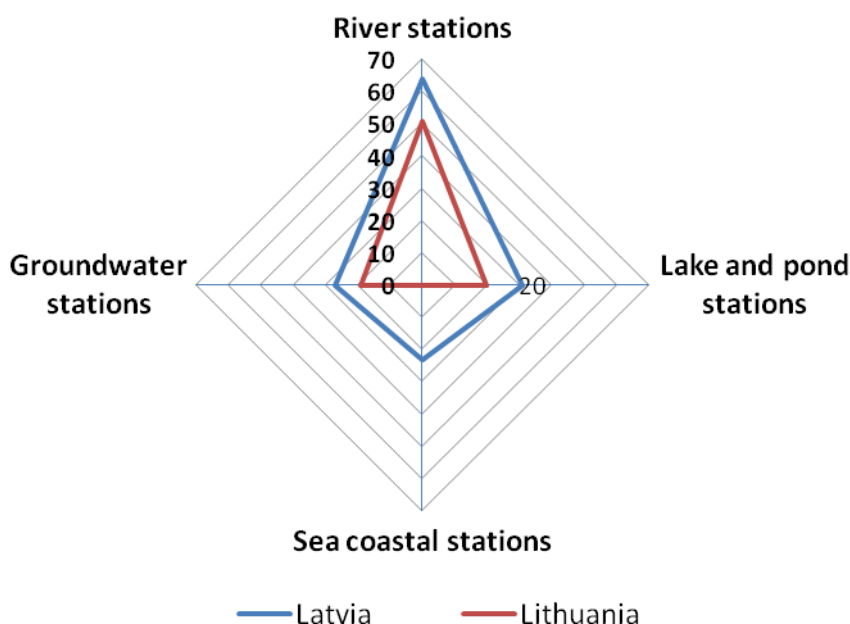 River stations
70
60
50
40
30
20
10
0
20
Groundwater
stations
Lake and pond
stations
Sea coastal stations
Latvia
Lithuania